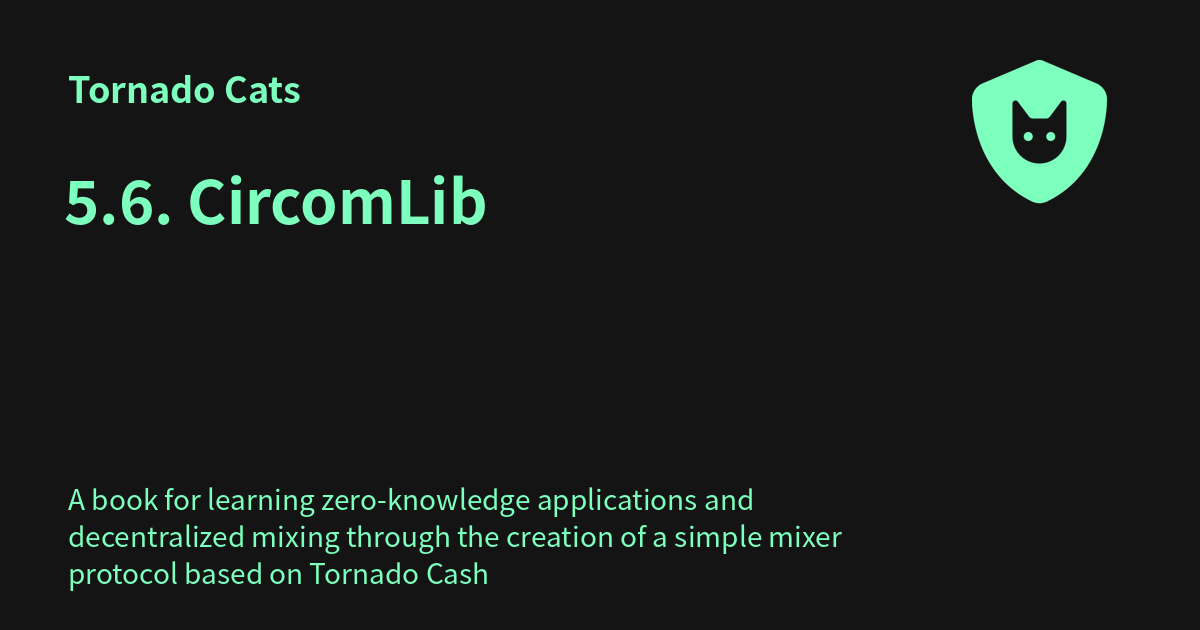 Tornado Cats
5.6. CircomLib
A book for learning zero-knowledge applications and
decentralized mixing through the creation of a simple mixer
protocol based on Tornado Cash